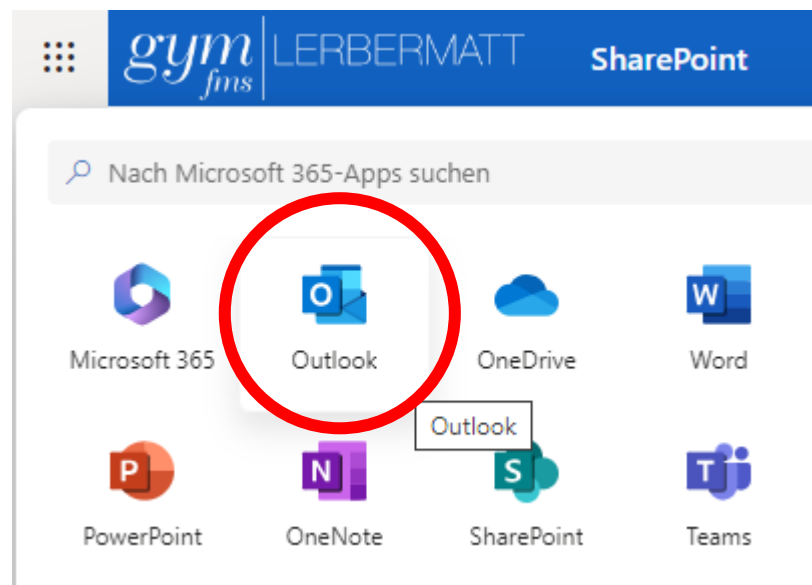 gym LERBERMATT SharePoint
fms
Nach Microsoft 365-Apps suchen
Microsoft 365 Outlook OneDrive Word
Outlook
PowerPoint OneNote SharePoint Teams